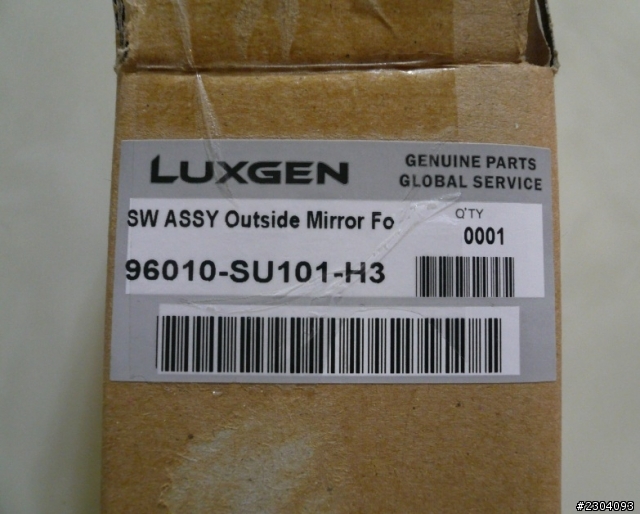 LUXGEN
GENUINE PARTS
GLOBAL SERVICE
SW ASSY Outside Mirror Fo
Q'TY
0001
96010-SU101-H3
#2304093